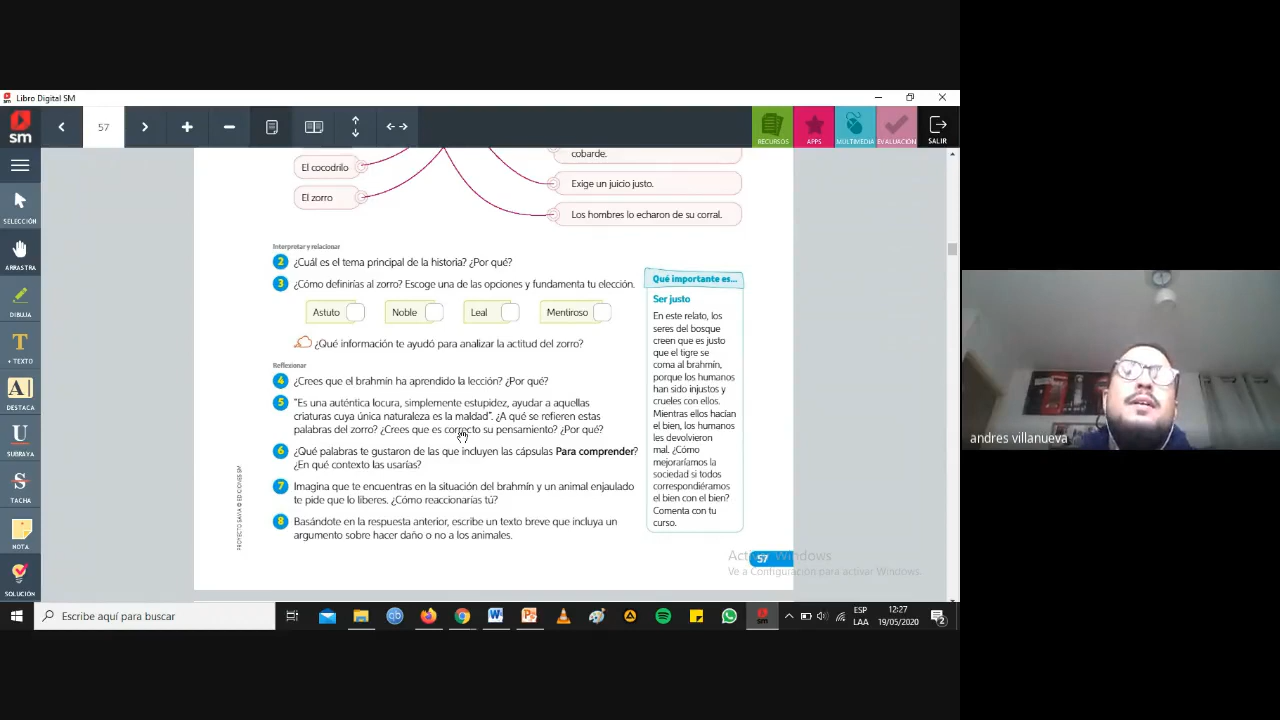 Libro Digital SM
sm
57
RECURSOS
APPS
MULTIMEDIA
EVALUACIÓN
SALIR
SELECCIÓN
ARRASTRA
DIBUJA
+ TEXTO
DESTACA
SUBRAYA
TACHA
NOTA
SOLUCIÓN
cobarde.
El cocodrilo
Exige un juicio justo.
El zorro
Los hombres lo echaron de su corral.
Interpretar y relacionar
2 ¿Cuál es el tema principal de la historia? ¿Por qué?
3 ¿Cómo definirías al zorro? Escoge una de las opciones y fundamenta tu elección.
Astuto Noble Leal Mentiroso
¿Qué información te ayudó para analizar la actitud del zorro?
Reflexionar
4 ¿Crees que el brahmín ha aprendido la lección? ¿Por qué?
5 "Es una auténtica locura, simplemente estupidez, ayudar a aquellas
criaturas cuya única naturaleza es la maldad". ¿A qué se refieren estas
palabras del zorro? ¿Crees que es correcto su pensamiento? ¿Por qué?
6 ¿Qué palabras te gustaron de las que incluyen las cápsulas Para comprender?
¿En qué contexto las usarías?
7 Imagina que te encuentras en la situación del brahmín y un animal enjaulado
te pide que lo liberes. ¿Cómo reaccionarías tú?
8 Basándote en la respuesta anterior, escribe un texto breve que incluya un
argumento sobre hacer daño o no a los animales.
Qué importante es...
Ser justo
En este relato, los
seres del bosque
creen que es justo
que el tigre se
coma al brahmín,
porque los humanos
han sido injustos y
crueles con ellos.
Mientras ellos hacían
el bien, los humanos
les devolvieron
mal. ¿Cómo
mejoraríamos la
sociedad si todos
correspondiéramos
el bien con el bien?
Comenta con tu
curso.
PROYECTO SAVIA © EDICIONES SM
57
Activar Windows
Ve a Configuración para activar Windows.
Escribe aquí para buscar
ESP
LAA
12:27
19/05/2020
2
andres villanueva